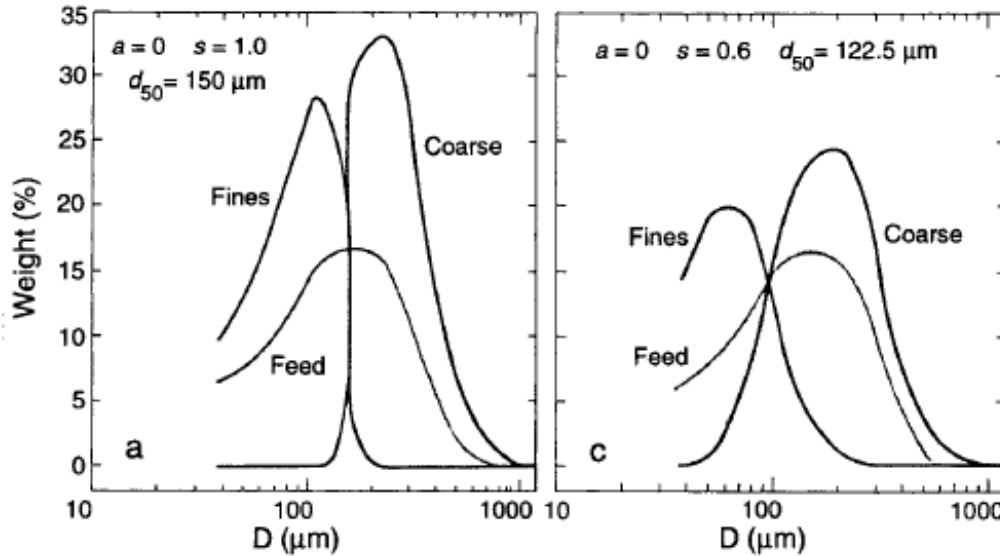 35
30
25
20
15
10
5
0
Weight (%)
a = 0 s = 1.0
d50 = 150 μm
Fines
Coarse
Feed
a
10 100 1000
D (μm)
a = 0 s = 0.6 d50 = 122.5 μm
Fines
Coarse
Feed
c
10 100 1000
D (μm)